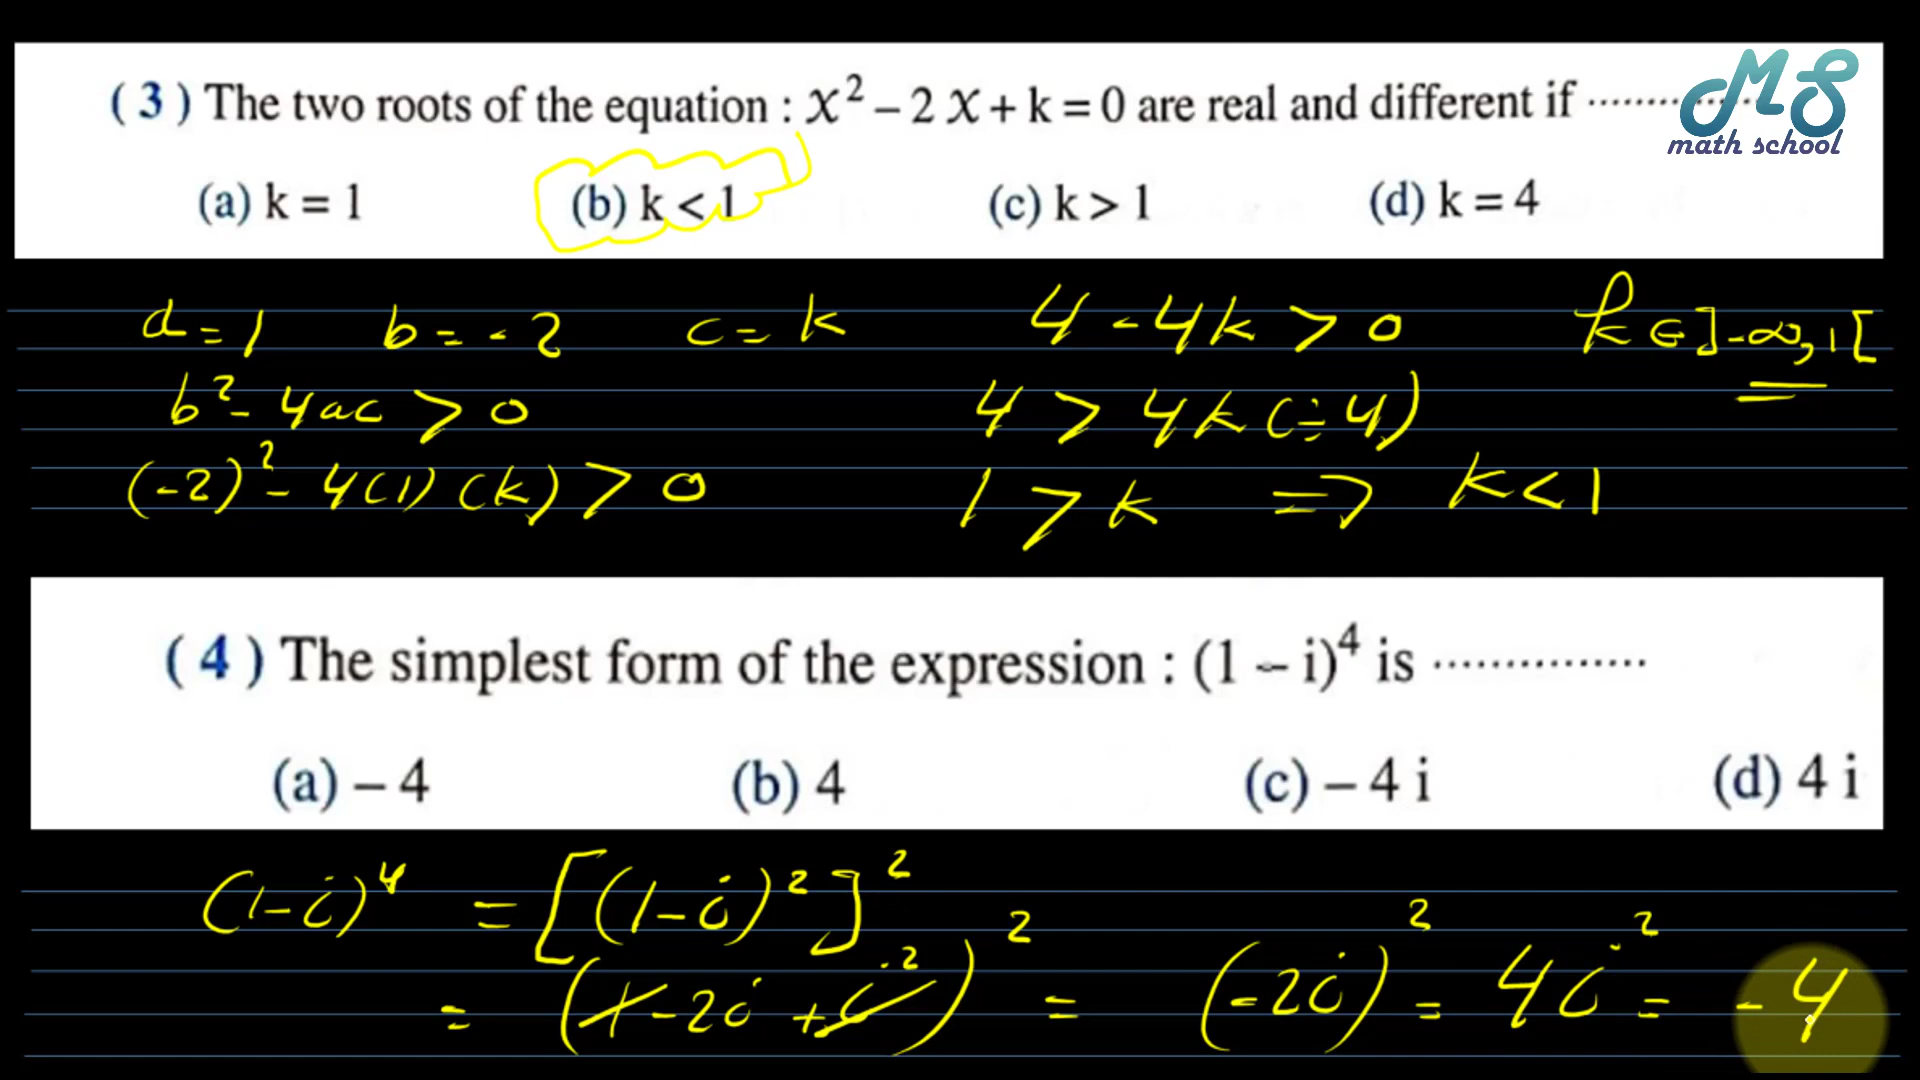 (3) The two roots of the equation : x² – 2 x + k = 0 are real and different if ..............
MS
math school
(a) k = 1 (b) k < 1 (c) k > 1 (d) k = 4
a = 1 b = -2 c = k 4 - 4k > 0 k ∈ ]-∞, 1[
b² - 4ac > 0 4 > 4k (÷4)
(-2)² - 4(1)(k) > 0 1 > k ⇒ k < 1
(4) The simplest form of the expression : (1 – i)⁴ is ...............
(a) – 4 (b) 4 (c) – 4 i (d) 4 i
(1-i)⁴ = [(1-i)²]²
= (1 - 2i + i²)² = (-2i)² = 4i² = -4